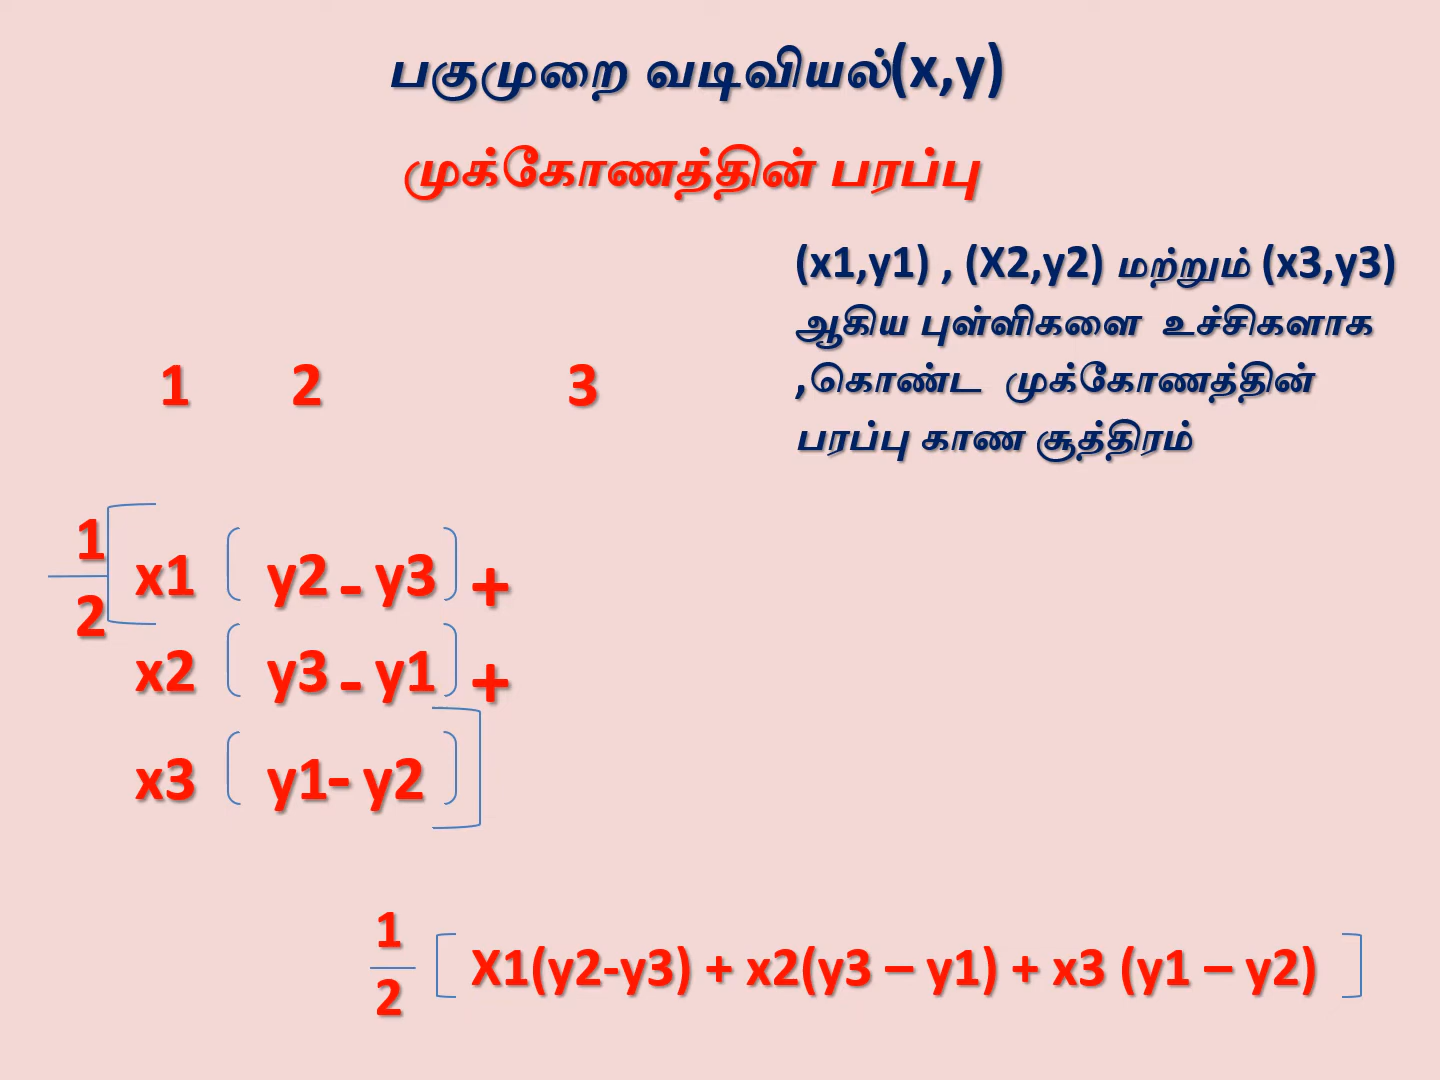 பகுமுறை வடிவியல்(x,y)
முக்கோணத்தின் பரப்பு
(x1,y1) , (X2,y2) மற்றும் (x3,y3)
ஆகிய புள்ளிகளை உச்சிகளாக
,கொண்ட முக்கோணத்தின்
பரப்பு காண சூத்திரம்
1 2 3
1
2
x1 ( y2 - y3 ) +
x2 ( y3 - y1 ) +
x3 ( y1- y2 )
1
2
[ X1(y2-y3) + x2(y3 – y1) + x3 (y1 – y2) ]